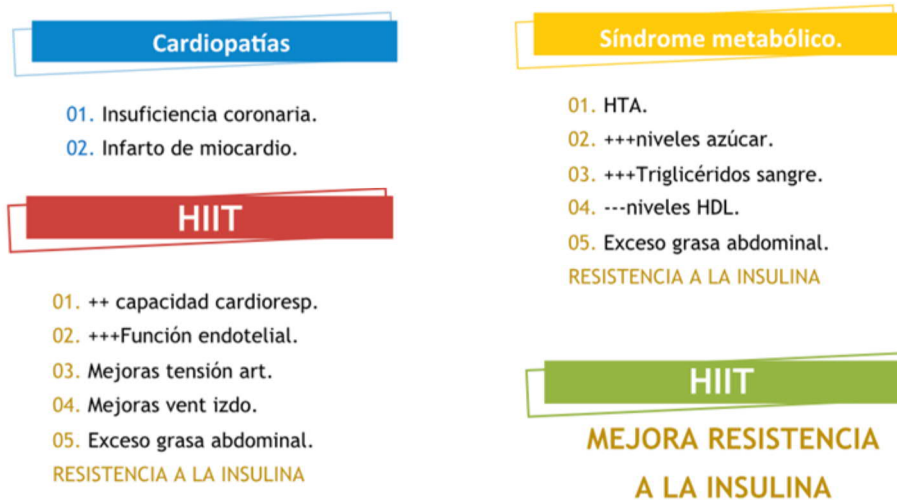 Cardiopatías
01. Insuficiencia coronaria.
02. Infarto de miocardio.
HIIT
01. ++ capacidad cardioresp.
02. +++Función endotelial.
03. Mejoras tensión art.
04. Mejoras vent izdo.
05. Exceso grasa abdominal.
RESISTENCIA A LA INSULINA
Síndrome metabólico.
01. HTA.
02. +++niveles azúcar.
03. +++Triglicéridos sangre.
04. ---niveles HDL.
05. Exceso grasa abdominal.
RESISTENCIA A LA INSULINA
HIIT
MEJORA RESISTENCIA
A LA INSULINA